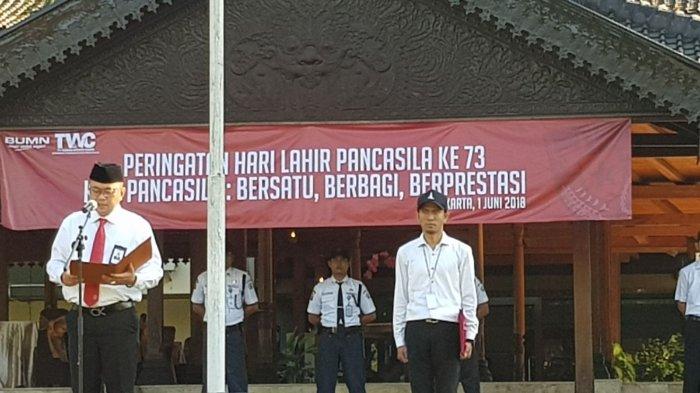 BUMN TWC
PERINGATAN HARI LAHIR PANCASILA KE 73
PANCASILA : BERSATU, BERBAGI, BERPRESTASI
KARTA, 1 JUNI 2018